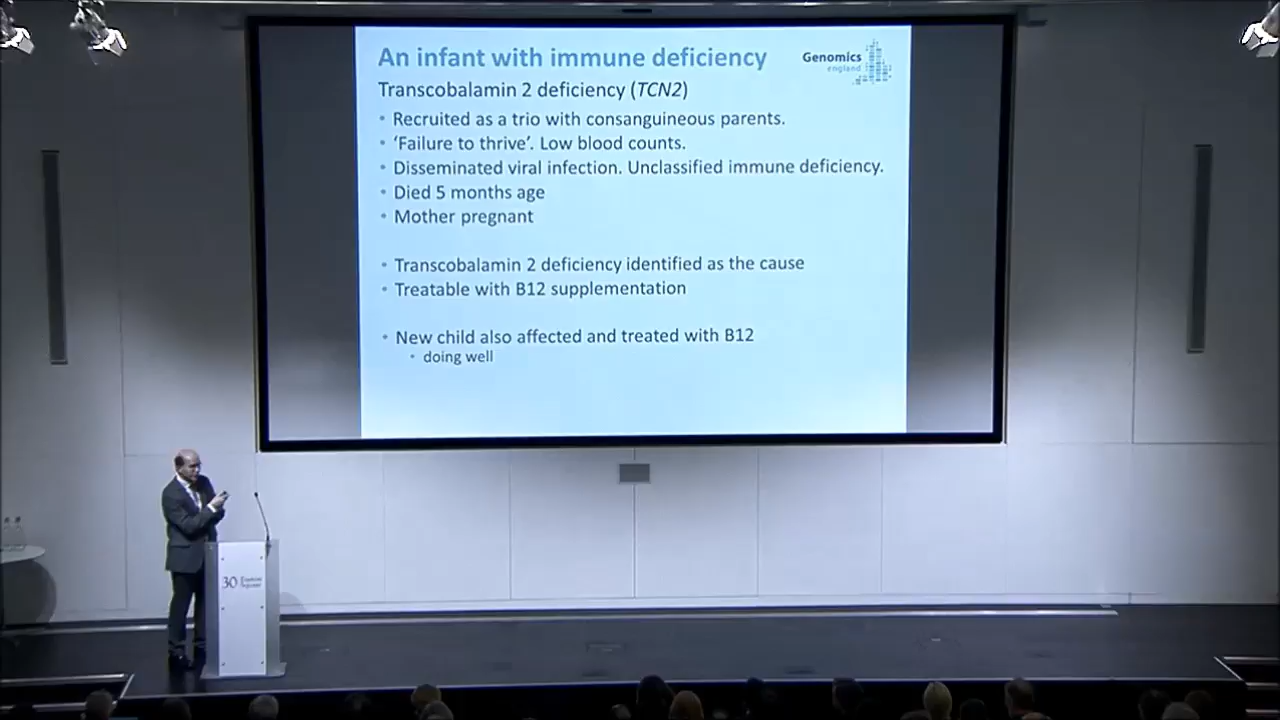 An infant with immune deficiency
Genomics
england
Transcobalamin 2 deficiency (TCN2)
• Recruited as a trio with consanguineous parents.
• ‘Failure to thrive’. Low blood counts.
• Disseminated viral infection. Unclassified immune deficiency.
• Died 5 months age
• Mother pregnant
• Transcobalamin 2 deficiency identified as the cause
• Treatable with B12 supplementation
• New child also affected and treated with B12
• doing well
30